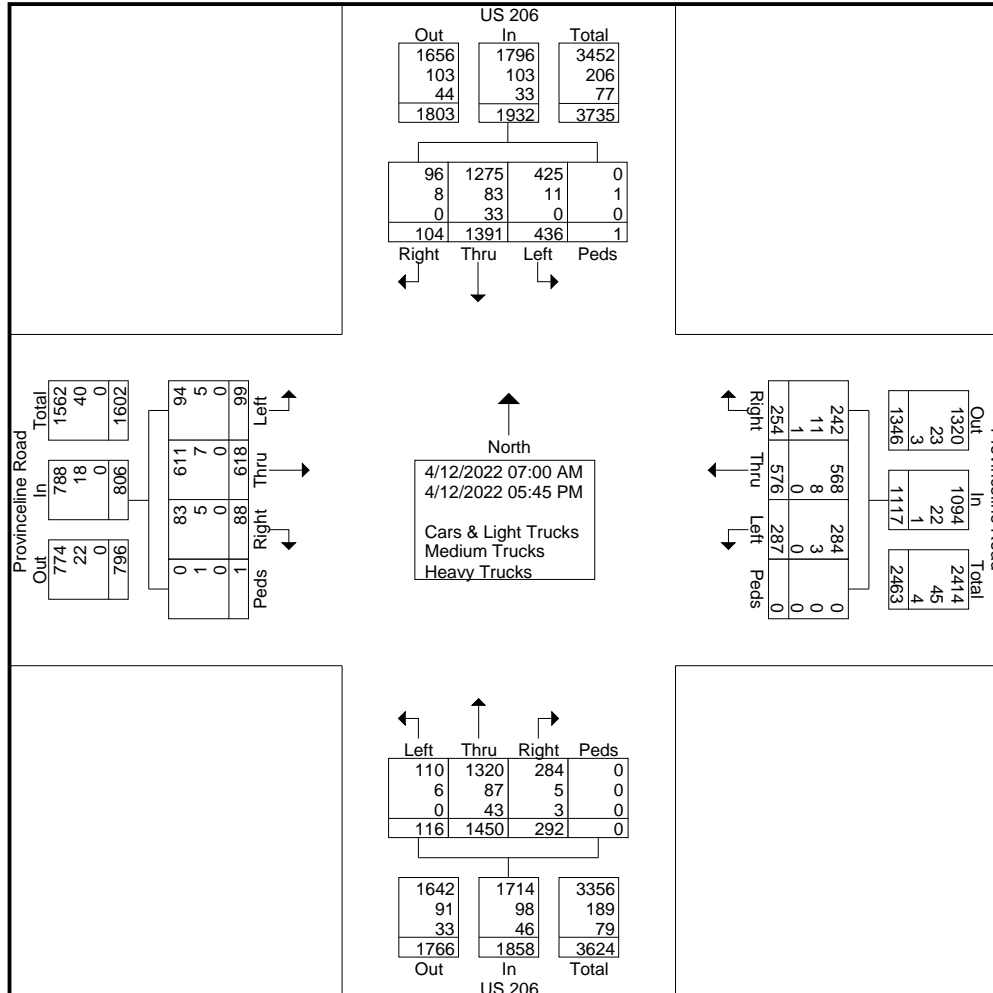 US 206
Out In Total
1656 1796 3452
103 103 206
44 33 77
1803 1932 3735
96 1275 425 0
8 83 11 1
0 33 0 0
104 1391 436 1
Right Thru Left Peds
Provinceline Road
Total In Out
1562 788 774
40 18 22
0 0 0
1602 806 796
94 611 83 0
5 7 5 1
0 0 0 0
99 618 88 1
Left Thru Right Peds
North
4/12/2022 07:00 AM
4/12/2022 05:45 PM
Cars & Light Trucks
Medium Trucks
Heavy Trucks
Right Thru Left Peds
254 576 287 0
1 0 0 0
11 8 3 0
242 568 284 0
Out In Total
1320 1094 2414
23 22 45
3 1 4
1346 1117 2463
Left Thru Right Peds
110 1320 284 0
6 87 5 0
0 43 3 0
116 1450 292 0
1642 1714 3356
91 98 189
33 46 79
1766 1858 3624
Out In Total
US 206